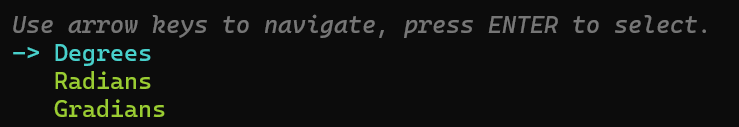 Use arrow keys to navigate, press ENTER to select.
—> Degrees
Radians
Gradians